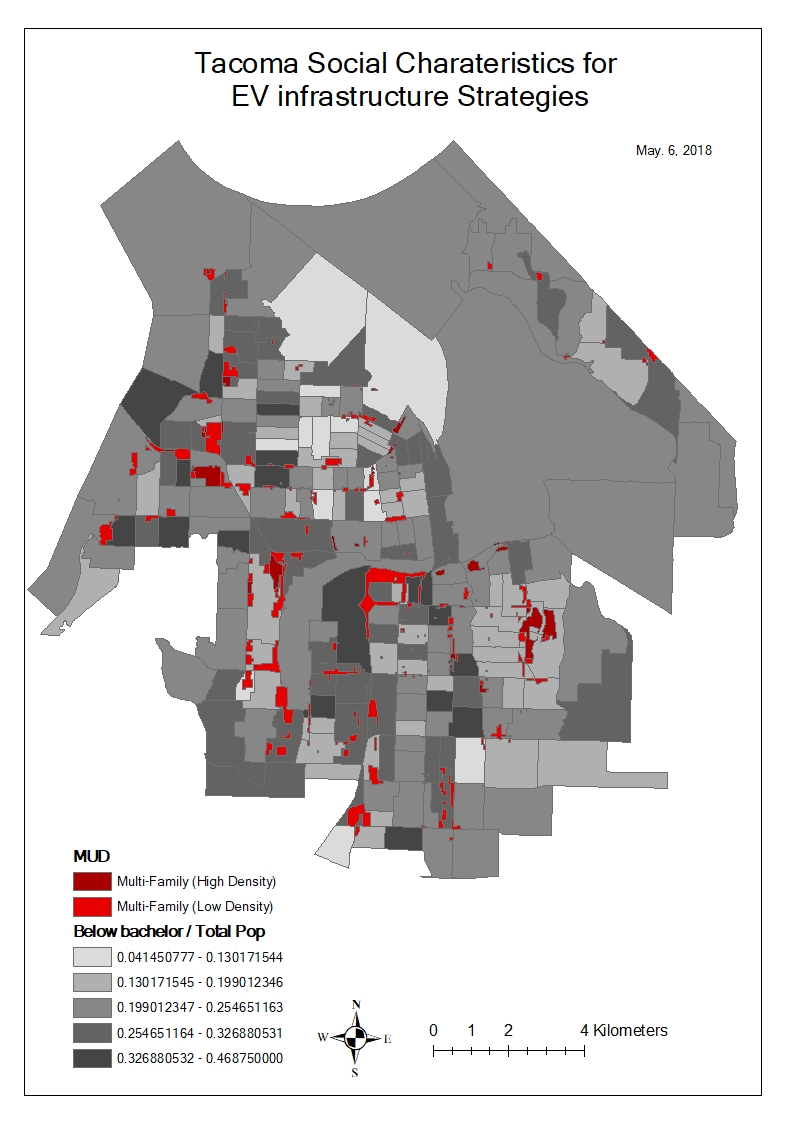 Tacoma Social Charateristics for
EV infrastructure Strategies
May. 6, 2018
MUD
Multi-Family (High Density)
Multi-Family (Low Density)
Below bachelor / Total Pop
0.041450777 - 0.130171544
0.130171545 - 0.199012346
0.199012347 - 0.254651163
0.254651164 - 0.326880531
0.326880532 - 0.468750000
N
W E
S
0 1 2 4 Kilometers